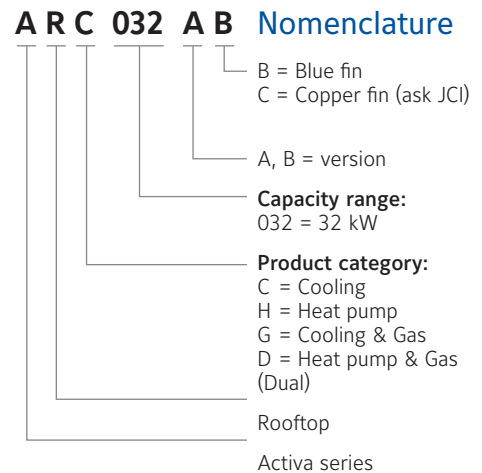 A R C 032 A B Nomenclature
B = Blue fin
C = Copper fin (ask JCI)
A, B = version
Capacity range:
032 = 32 kW
Product category:
C = Cooling
H = Heat pump
G = Cooling & Gas
D = Heat pump & Gas
(Dual)
Rooftop
Activa series